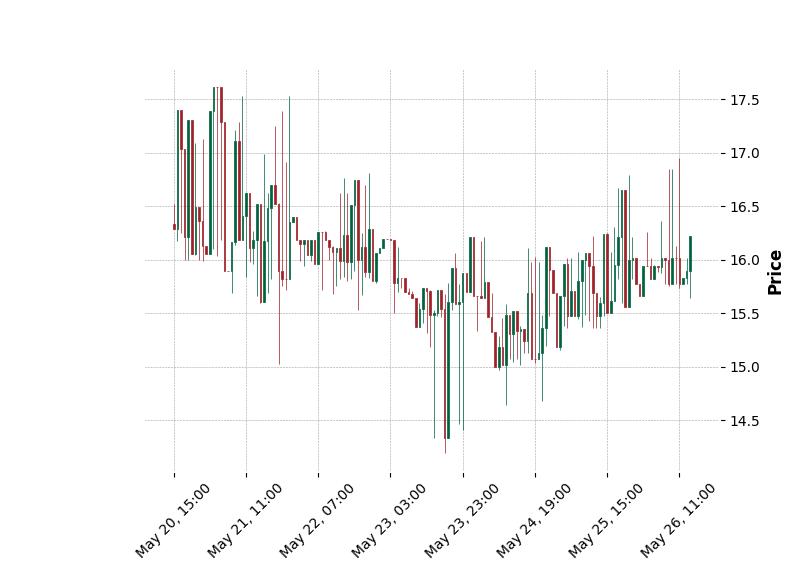 17.5
17.0
16.5
16.0
15.5
15.0
14.5
Price
May 20, 15:00
May 21, 11:00
May 22, 07:00
May 23, 03:00
May 23, 23:00
May 24, 19:00
May 25, 15:00
May 26, 11:00